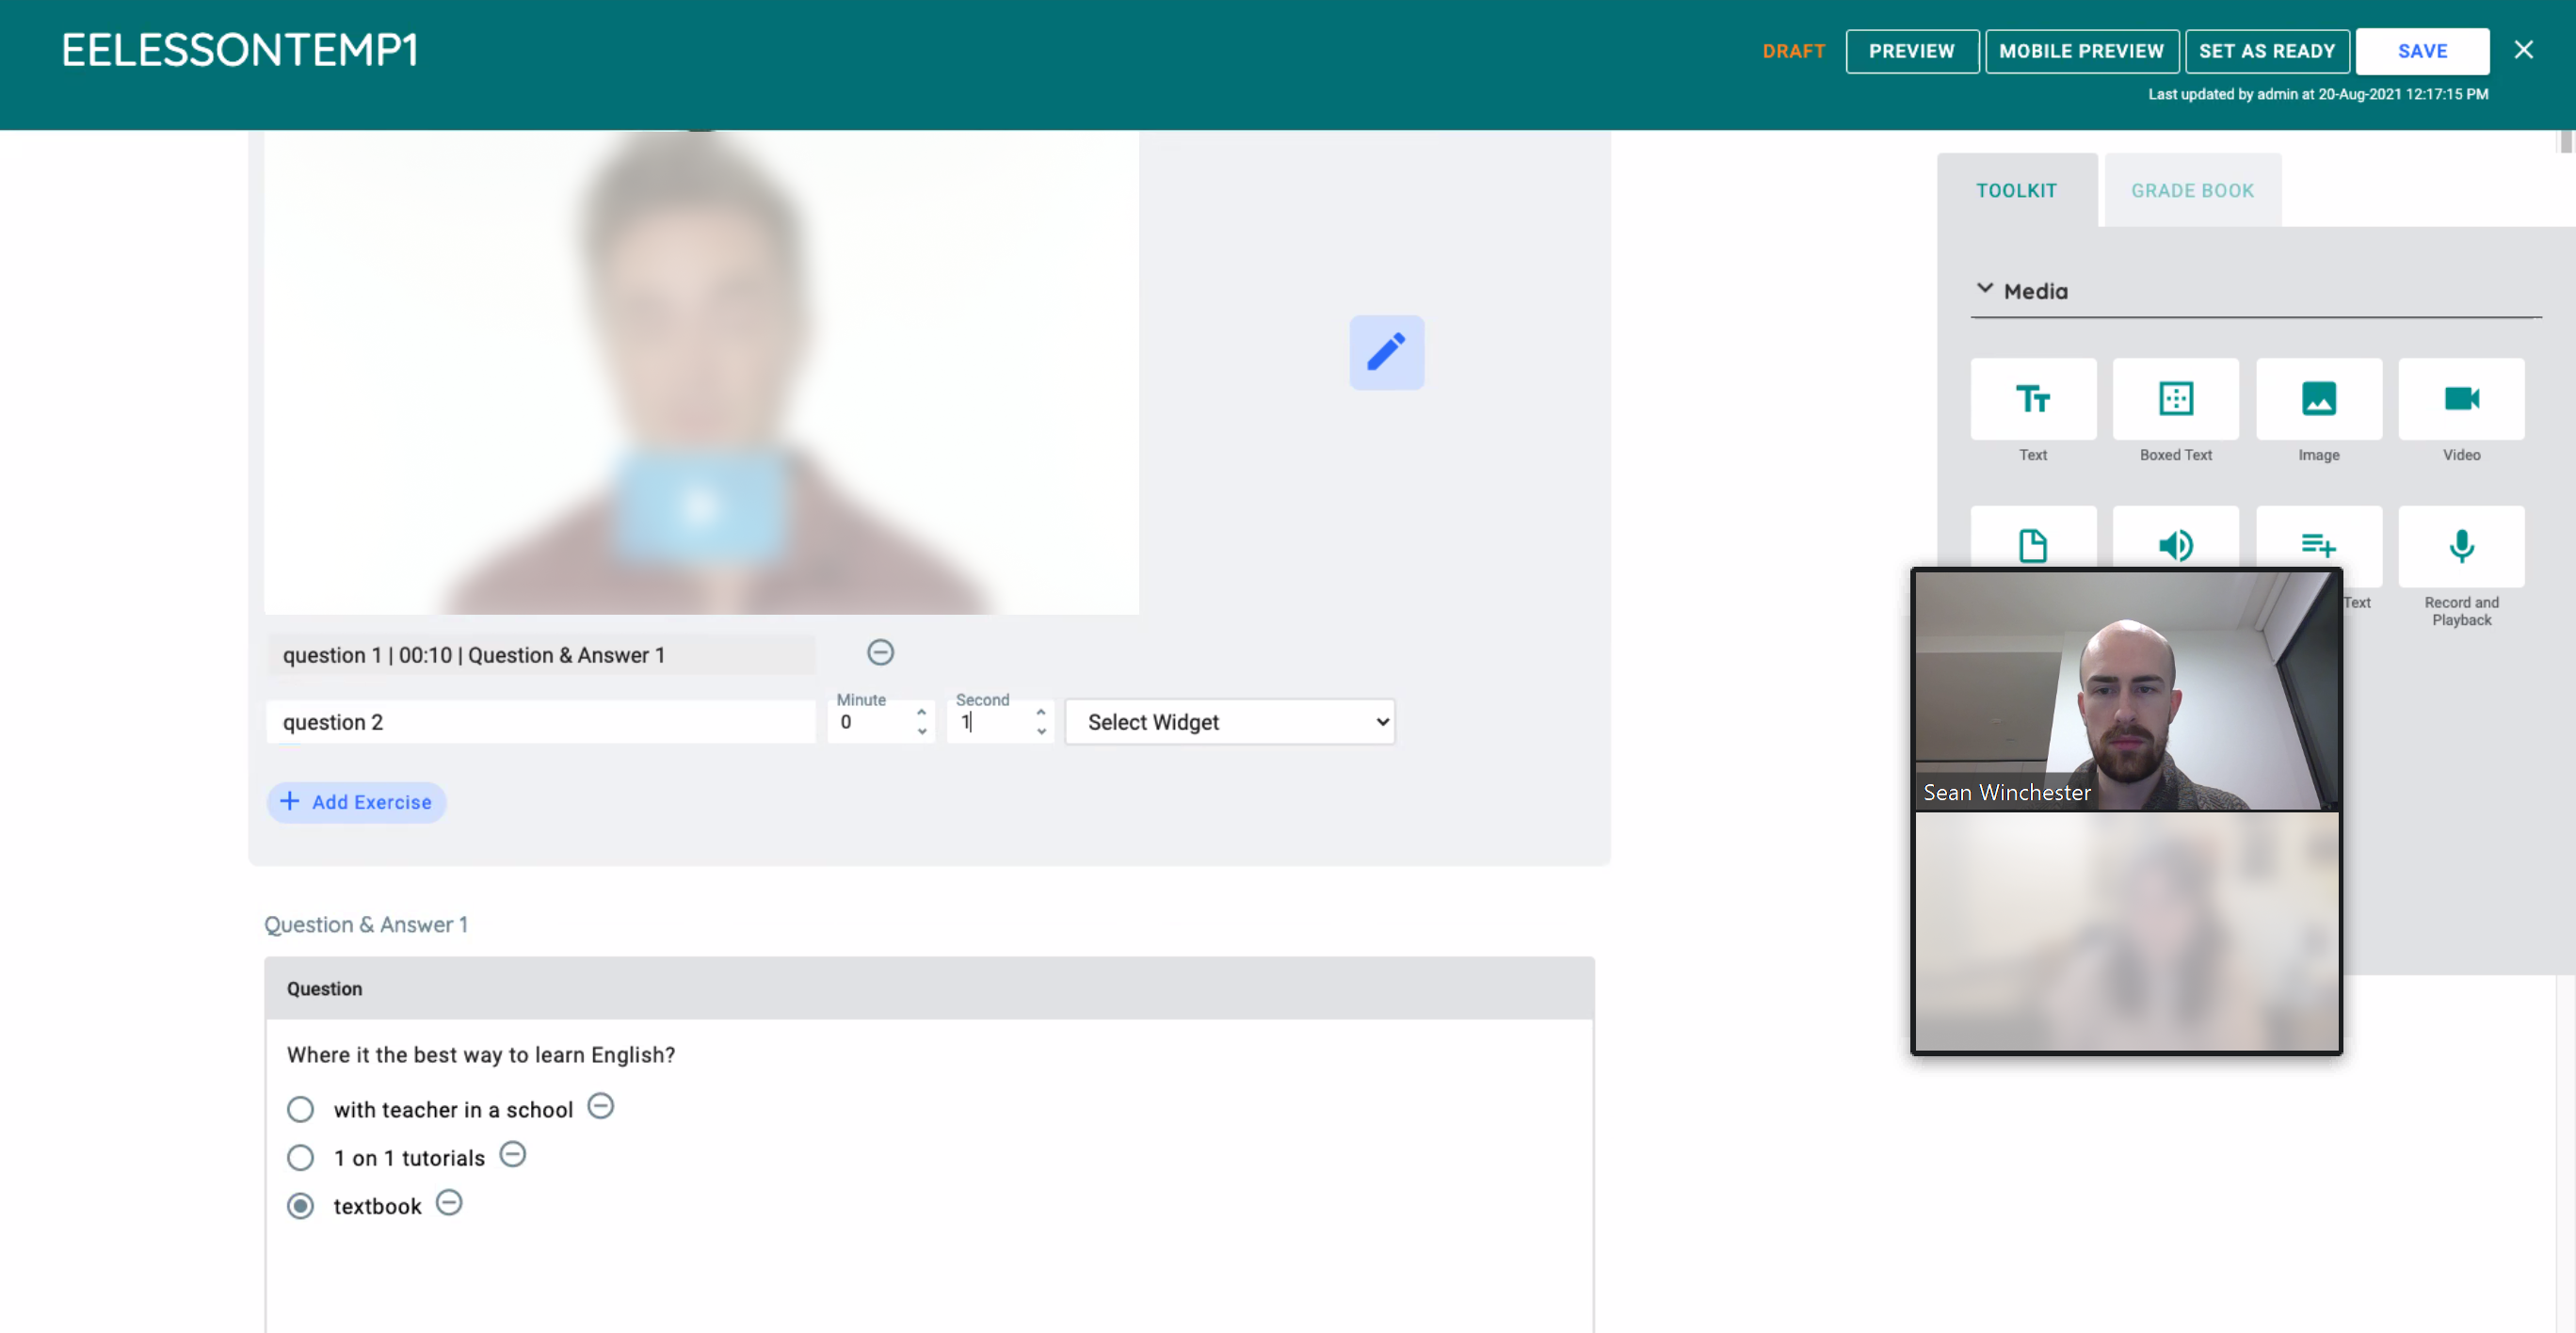 EELESSONTEMP1
DRAFT
PREVIEW
MOBILE PREVIEW
SET AS READY
SAVE
Last updated by admin at 20-Aug-2021 12:17:15 PM
TOOLKIT
GRADE BOOK
Media
Text
Boxed Text
Image
Video
Text
Record and
Playback
question 1 | 00:10 | Question & Answer 1
question 2
Minute
0
Second
1
Select Widget
+ Add Exercise
Sean Winchester
Question & Answer 1
Question
Where it the best way to learn English?
with teacher in a school
1 on 1 tutorials
textbook